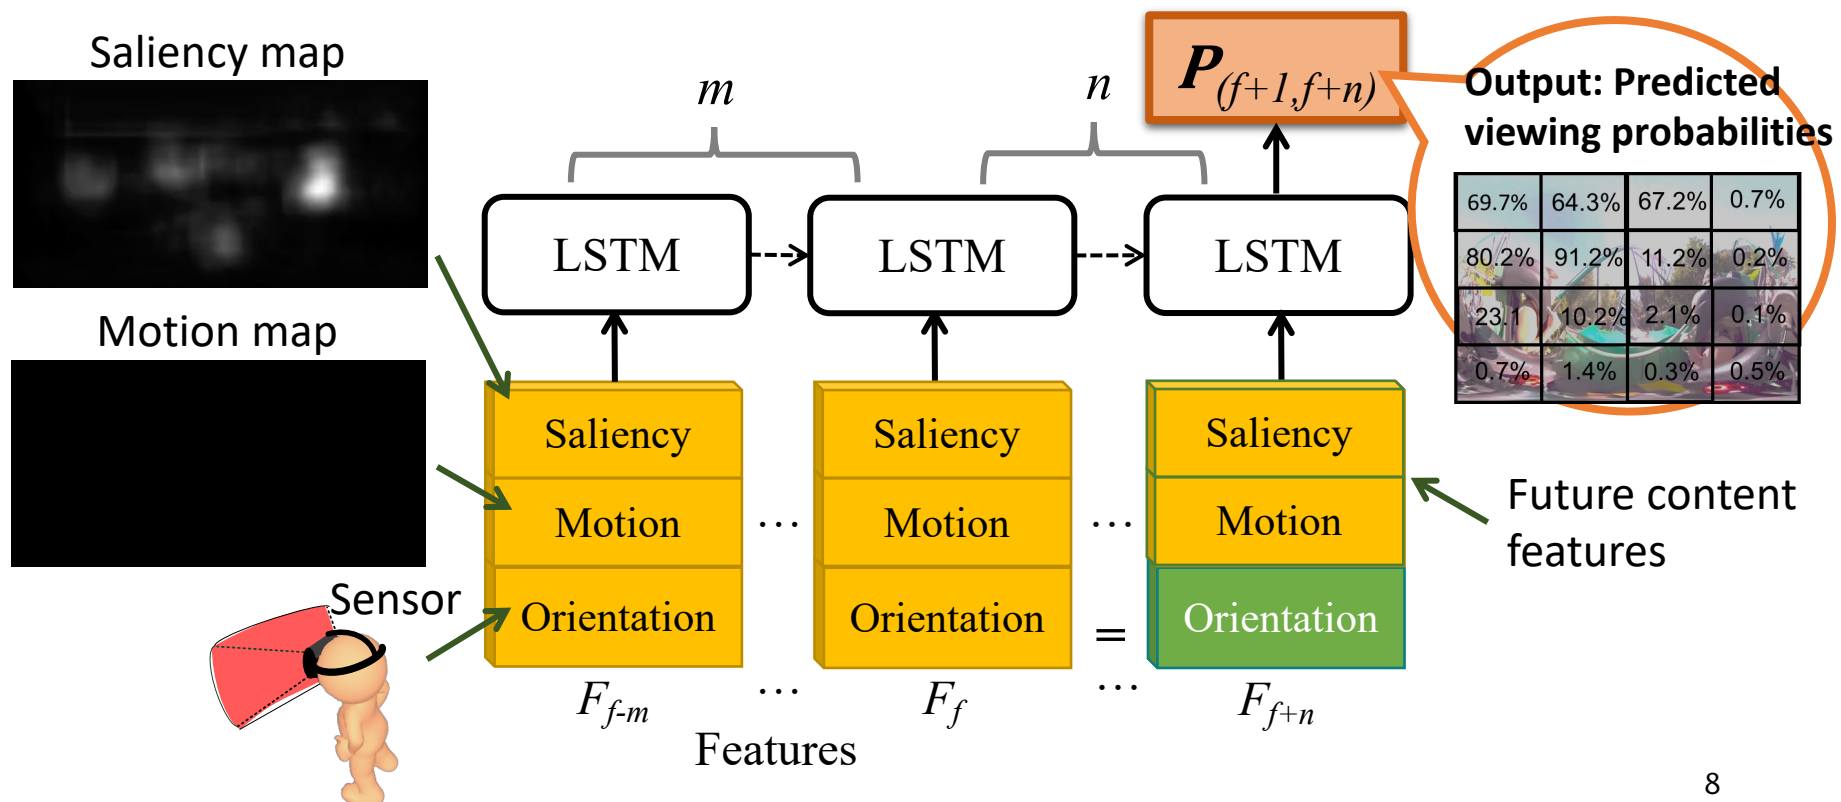 Saliency map
Motion map
Sensor
m
n
P(f+1,f+n)
Output: Predicted
viewing probabilities
69.7% 64.3% 67.2% 0.7%
80.2% 91.2% 11.2% 0.2%
23.1 10.2% 2.1% 0.1%
0.7% 1.4% 0.3% 0.5%
LSTM LSTM LSTM
Saliency Saliency Saliency
Motion ... Motion ... Motion
Orientation Orientation = Orientation
Future content
features
Ff-m ... Ff ... Ff+n
Features
8